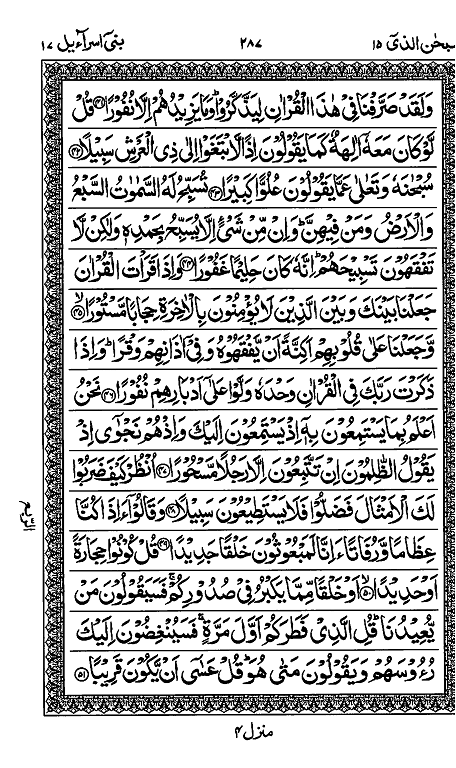 سبحٰن الذیٓ ۱۵ ۲۸۷ بنیٓ اسرآءیل ۱۷
وَلَقَدۡ صَرَّفۡنَا فِیۡ هٰذَا الۡقُرۡاٰنِ لِیَذَّكَّرُوۡا ؕ وَمَا یَزِیۡدُهُمۡ اِلَّا نُفُوۡرًا ﴿۴۱﴾ قُلۡ
لَّوۡ كَانَ مَعَهٗۤ اٰلِهَةٌ كَمَا یَقُوۡلُوۡنَ اِذًا لَّابۡتَغَوۡا اِلٰی ذِی الۡعَرۡشِ سَبِیۡلًا ﴿۴۲﴾
سُبۡحٰنَهٗ وَتَعٰلٰی عَمَّا یَقُوۡلُوۡنَ عُلُوًّا كَبِیۡرًا ﴿۴۳﴾ تُسَبِّحُ لَهُ السَّمٰوٰتُ السَّبۡعُ
وَالۡاَرۡضُ وَمَنۡ فِیۡهِنَّ ؕ وَاِنۡ مِّنۡ شَیۡءٍ اِلَّا یُسَبِّحُ بِحَمۡدِهٖ وَلٰكِنۡ لَّا
تَفۡقَهُوۡنَ تَسۡبِیۡحَهُمۡ ؕ اِنَّهٗ كَانَ حَلِیۡمًا غَفُوۡرًا ﴿۴۴﴾ وَاِذَا قَرَاۡتَ الۡقُرۡاٰنَ
جَعَلۡنَا بَیۡنَكَ وَبَیۡنَ الَّذِیۡنَ لَا یُؤۡمِنُوۡنَ بِالۡاٰخِرَةِ حِجَابًا مَّسۡتُوۡرًا ﴿۴۵﴾ۙ
وَّجَعَلۡنَا عَلٰی قُلُوۡبِهِمۡ اَكِنَّةً اَنۡ یَّفۡقَهُوۡهُ وَفِیۡۤ اٰذَانِهِمۡ وَقۡرًا ؕ وَاِذَا
ذَكَرۡتَ رَبَّكَ فِی الۡقُرۡاٰنِ وَحۡدَهٗ وَلَّوۡا عَلٰۤی اَدۡبَارِهِمۡ نُفُوۡرًا ﴿۴۶﴾ نَحۡنُ
اَعۡلَمُ بِمَا یَسۡتَمِعُوۡنَ بِهٖۤ اِذۡ یَسۡتَمِعُوۡنَ اِلَیۡكَ وَاِذۡ هُمۡ نَجۡوٰۤی اِذۡ
یَقُوۡلُ الظّٰلِمُوۡنَ اِنۡ تَتَّبِعُوۡنَ اِلَّا رَجُلًا مَّسۡحُوۡرًا ﴿۴۷﴾ اُنۡظُرۡ كَیۡفَ ضَرَبُوۡا
لَكَ الۡاَمۡثَالَ فَضَلُّوۡا فَلَا یَسۡتَطِیۡعُوۡنَ سَبِیۡلًا ﴿۴۸﴾ وَقَالُوۡۤا ءَاِذَا كُنَّا
عِظَامًا وَّرُفَاتًا ءَاِنَّا لَمَبۡعُوۡثُوۡنَ خَلۡقًا جَدِیۡدًا ﴿۴۹﴾ قُلۡ كُوۡنُوۡا حِجَارَةً
اَوۡ حَدِیۡدًا ﴿۵۰﴾ۙ اَوۡ خَلۡقًا مِّمَّا یَكۡبُرُ فِیۡ صُدُوۡرِكُمۡ ۚ فَسَیَقُوۡلُوۡنَ مَنۡ
یُّعِیۡدُنَا ؕ قُلِ الَّذِیۡ فَطَرَكُمۡ اَوَّلَ مَرَّةٍ ۚ فَسَیُنۡغِضُوۡنَ اِلَیۡكَ
رُءُوۡسَهُمۡ وَیَقُوۡلُوۡنَ مَتٰی هُوَ ؕ قُلۡ عَسٰۤی اَنۡ یَّكُوۡنَ قَرِیۡبًا ﴿۵۱﴾
منزل ۴